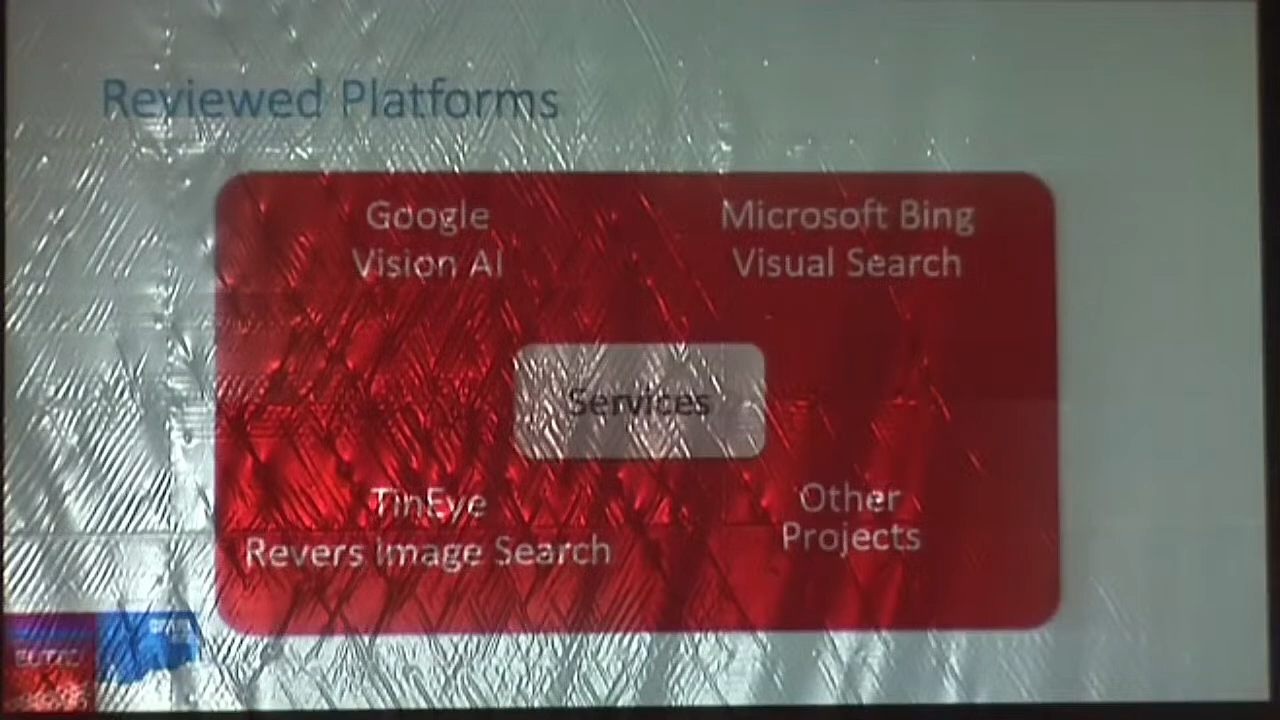 Reviewed Platforms
Google
Vision AI
Microsoft Bing
Visual Search
Services
TinEye
Revers Image Search
Other
Projects